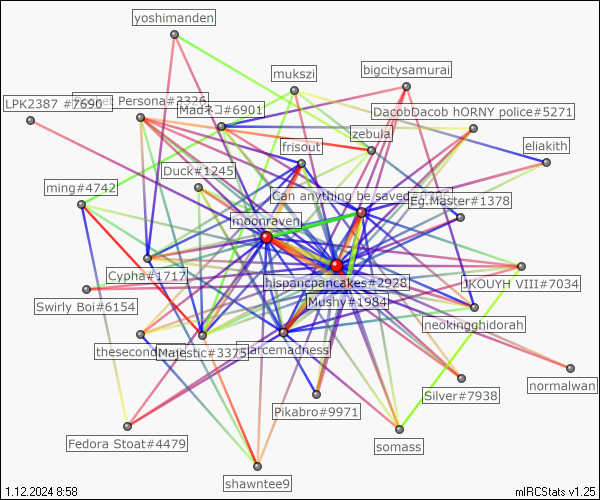 yoshimanden
mukszi
bigcitysamurai
LPK2387 #7690
Persona#2326
Madネコ#6901
DacobDacob hORNY police#5271
zebula
frisout
eliakith
Duck#1245
ming#4742
Can anything be saved
Eg.Master#1378
moonraven
Cypha#1717
hispancpancakes#2928
JKOUYH VIII#7034
Swirly Boi#6154
Mushy#1984
neokingghidorah
Majestic#3375
arcemadness
normalwan
Silver#7938
Pikabro#9971
Fedora Stoat#4479
somass
shawntee9
1.12.2024 8:58
mIRCStats v1.25